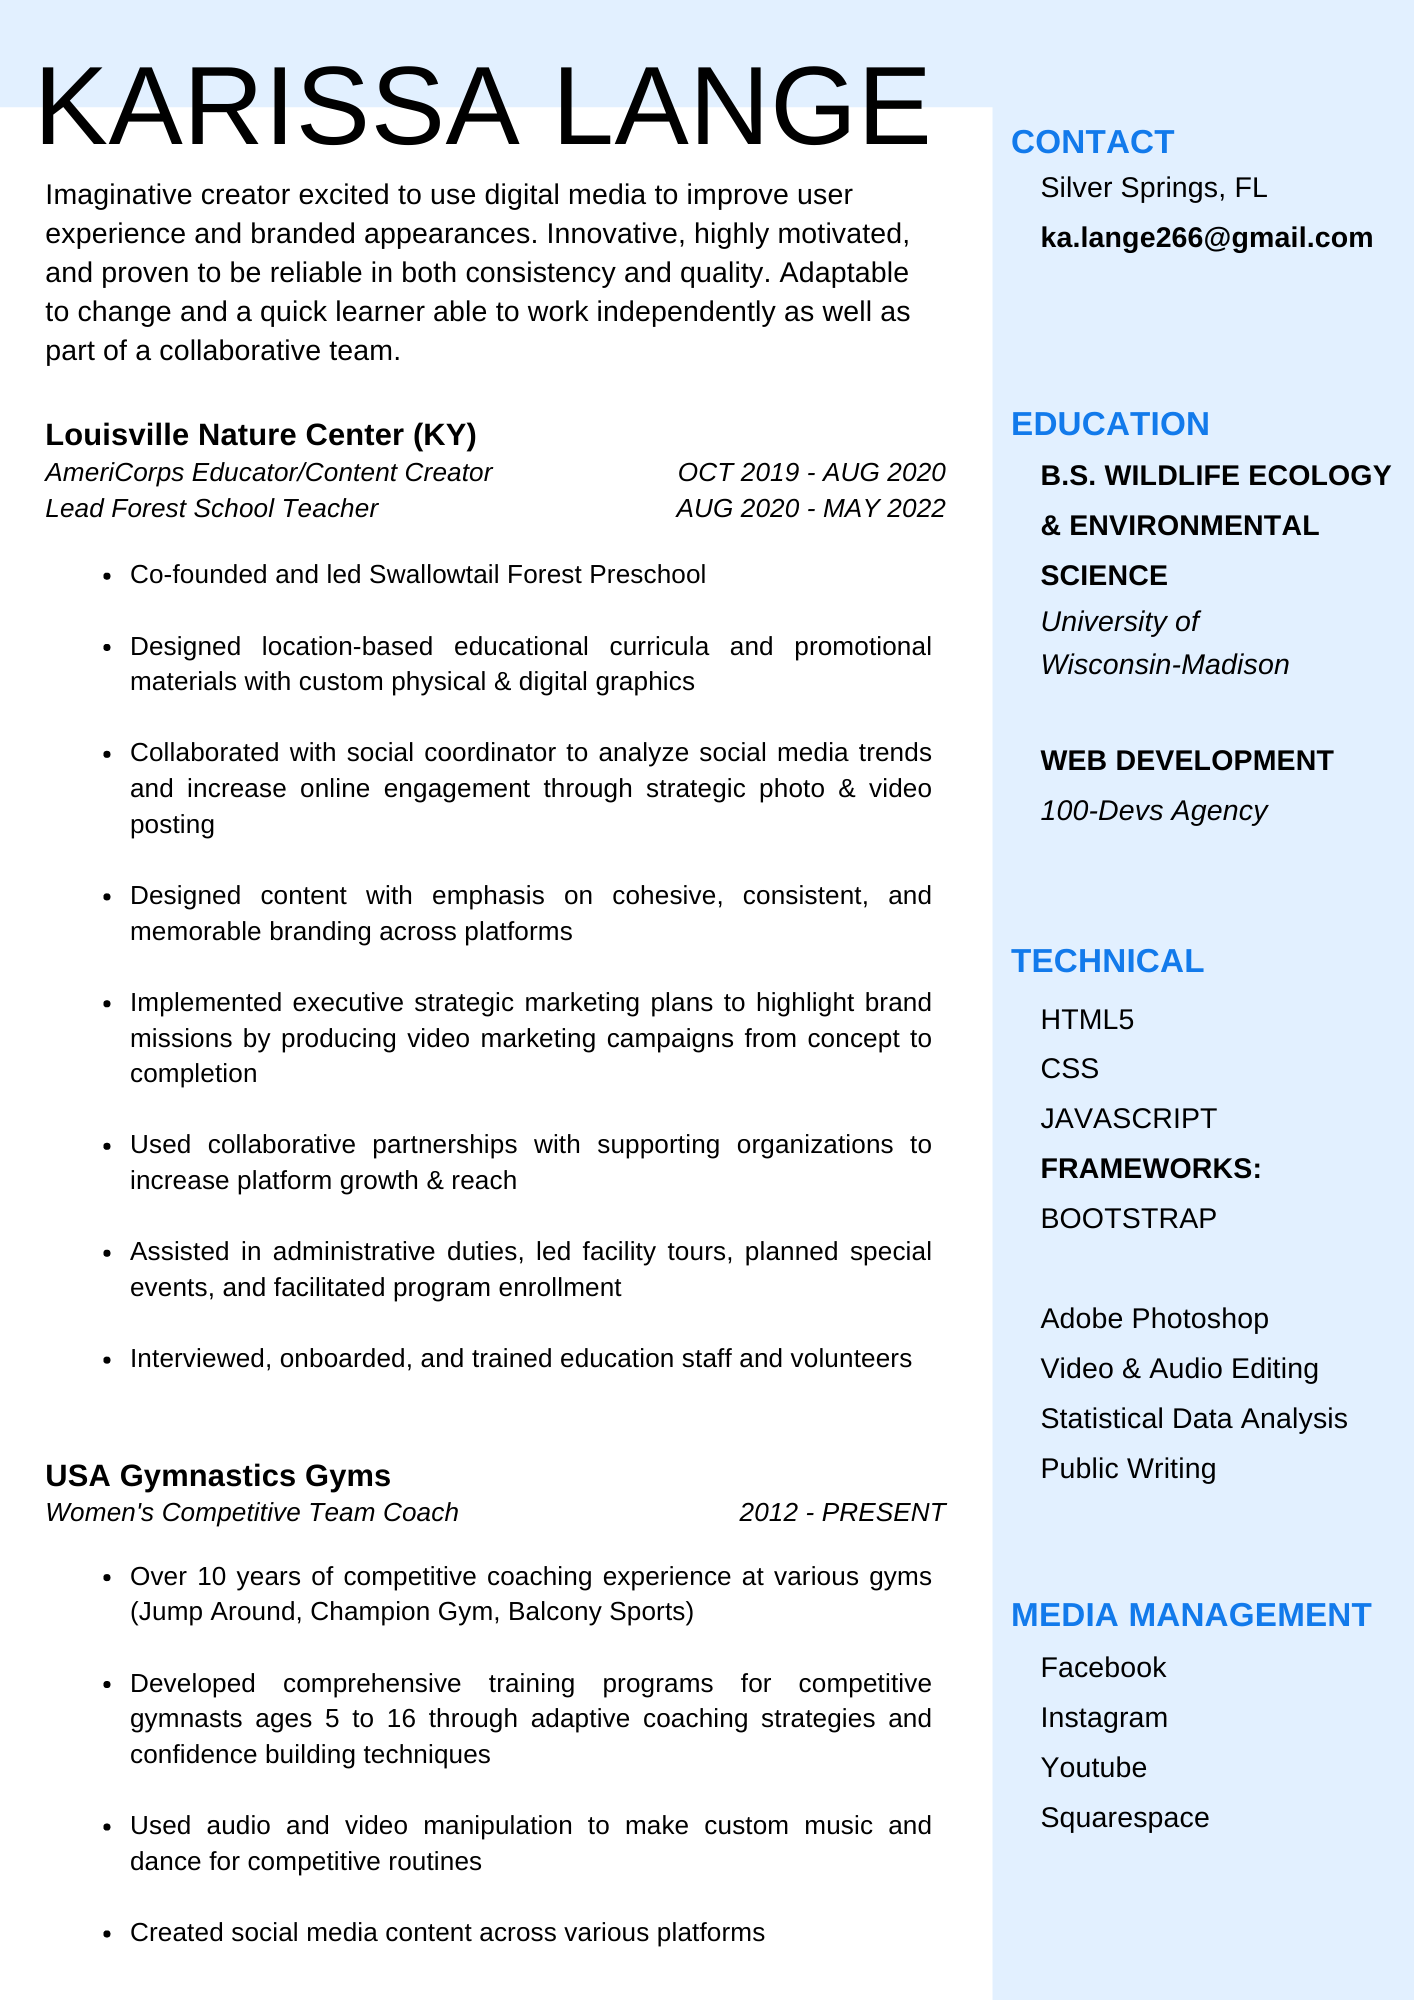 KARISSA LANGE
Imaginative creator excited to use digital media to improve user
experience and branded appearances. Innovative, highly motivated,
and proven to be reliable in both consistency and quality. Adaptable
to change and a quick learner able to work independently as well as
part of a collaborative team.
Louisville Nature Center (KY)
AmeriCorps Educator/Content Creator OCT 2019 - AUG 2020
Lead Forest School Teacher AUG 2020 - MAY 2022
• Co-founded and led Swallowtail Forest Preschool
• Designed location-based educational curricula and promotional
materials with custom physical & digital graphics
• Collaborated with social coordinator to analyze social media trends
and increase online engagement through strategic photo & video
posting
• Designed content with emphasis on cohesive, consistent, and
memorable branding across platforms
• Implemented executive strategic marketing plans to highlight brand
missions by producing video marketing campaigns from concept to
completion
• Used collaborative partnerships with supporting organizations to
increase platform growth & reach
• Assisted in administrative duties, led facility tours, planned special
events, and facilitated program enrollment
• Interviewed, onboarded, and trained education staff and volunteers
USA Gymnastics Gyms
Women's Competitive Team Coach 2012 - PRESENT
• Over 10 years of competitive coaching experience at various gyms
(Jump Around, Champion Gym, Balcony Sports)
• Developed comprehensive training programs for competitive
gymnasts ages 5 to 16 through adaptive coaching strategies and
confidence building techniques
• Used audio and video manipulation to make custom music and
dance for competitive routines
• Created social media content across various platforms
CONTACT
Silver Springs, FL
ka.lange266@gmail.com
EDUCATION
B.S. WILDLIFE ECOLOGY
& ENVIRONMENTAL
SCIENCE
University of
Wisconsin-Madison
WEB DEVELOPMENT
100-Devs Agency
TECHNICAL
HTML5
CSS
JAVASCRIPT
FRAMEWORKS:
BOOTSTRAP
Adobe Photoshop
Video & Audio Editing
Statistical Data Analysis
Public Writing
MEDIA MANAGEMENT
Facebook
Instagram
Youtube
Squarespace